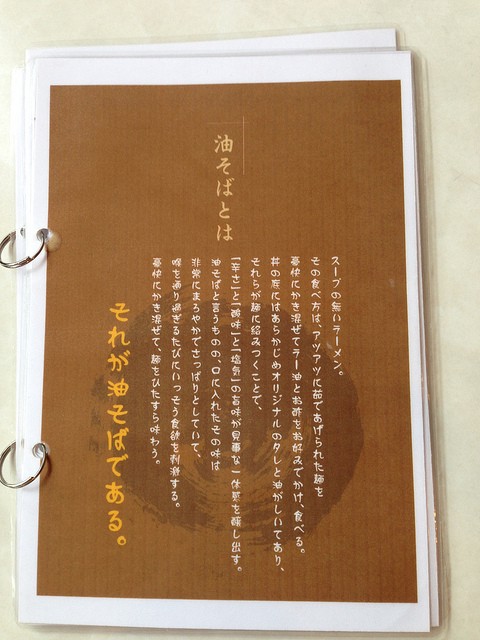 油そばとは
スープの無いラーメン。
その食べ方は、アツアツに茹であげられた麺を
豪快にかき混ぜてラー油とお酢をお好みでかけ、食べる。
丼の底にはあらかじめオリジナルのタレと油がしいてあり、
それらが麺に絡みつくことで、
「辛さ」と「酸味」と「塩気」の旨味が見事な一体感を醸し出す。
油そばと言うものの、口に入れたその味は
非常にまろやかでさっぱりとしていて、
喉を通り過ぎるたびにいっそう食欲を刺激する。
豪快にかき混ぜて、麺をひたすら味わう。
それが油そばである。